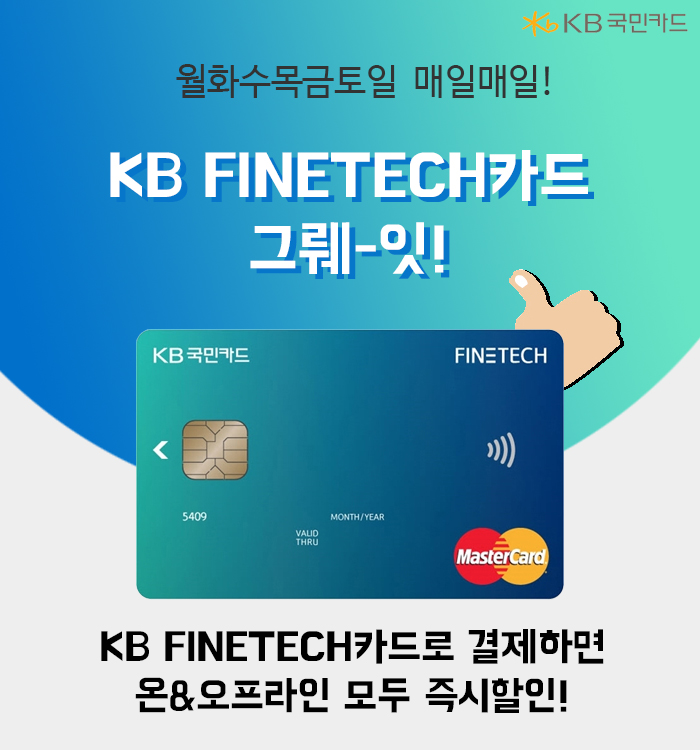 KB 국민카드
월화수목금토일 매일매일!
KB FINETECH카드
그뤠-잇!
KB 국민카드
FINETECH
5409
MONTH/YEAR
VALID
THRU
MasterCard
KB FINETECH카드로 결제하면
온&오프라인 모두 즉시할인!